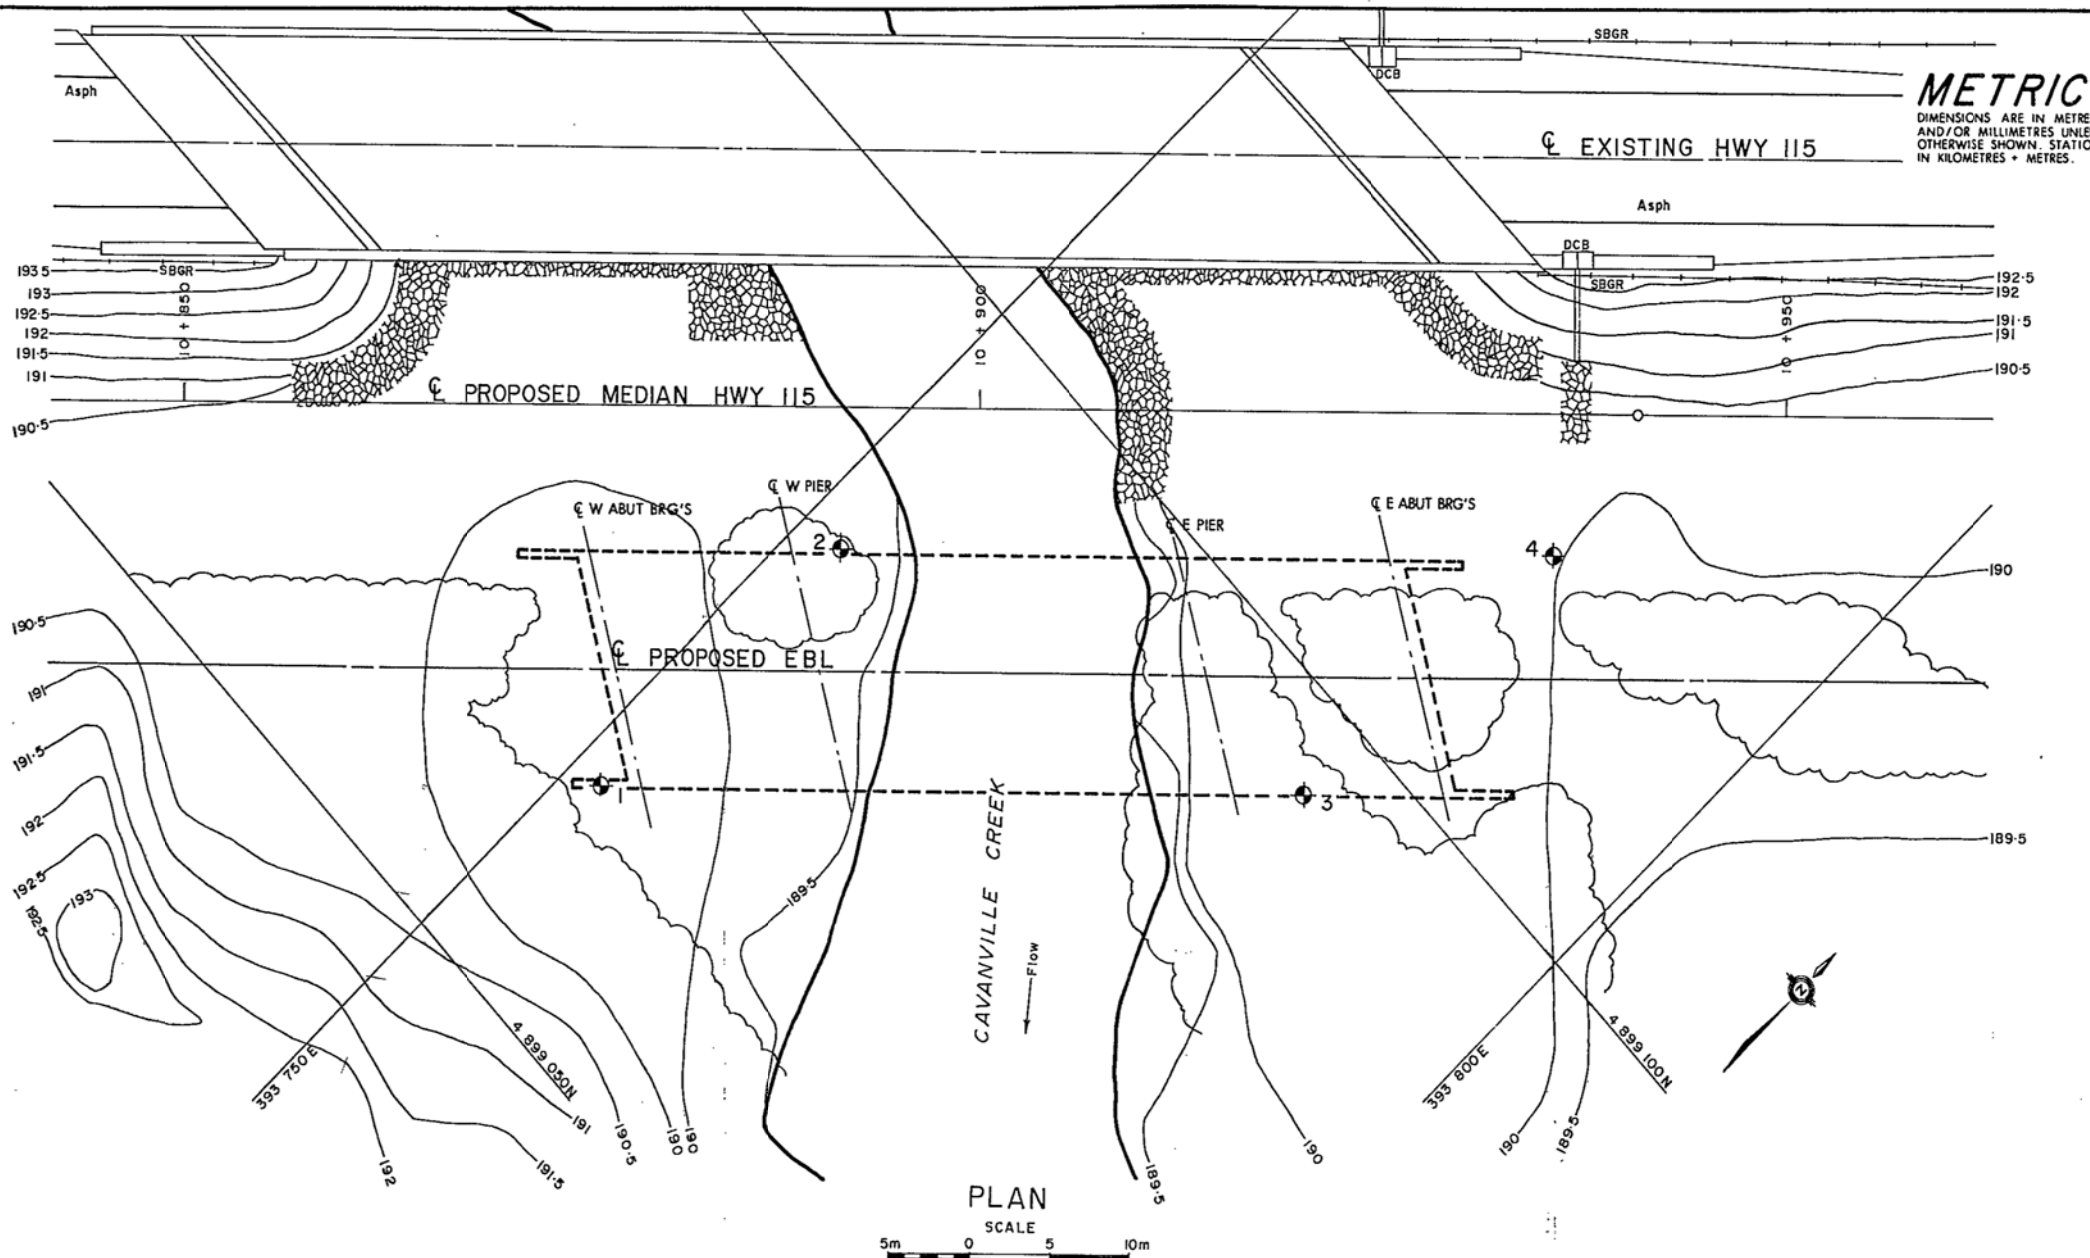 SBGR
DCB
Asph
METRIC
DIMENSIONS ARE IN METRE
AND/OR MILLIMETRES UNLE
OTHERWISE SHOWN. STATIO
IN KILOMETRES + METRES.
℄ EXISTING HWY 115
Asph
DCB
SBGR
SBGR
193.5
193
192.5
192
191.5
191
190.5
10 + 850
10 + 900
10 + 950
192.5
192
191.5
191
190.5
℄ PROPOSED MEDIAN HWY 115
℄ W ABUT BRG'S
℄ W PIER
℄ E PIER
℄ E ABUT BRG'S
2
4
190
190.5
191
191.5
192
192.5
193
192.5
℄ PROPOSED EBL
1
3
189.5
189.5
CAVANVILLE CREEK
Flow
N
393 750 E
4 899 050N
393 800 E
4 899 100N
192
191.5
191
190.5
190
190
189.5
190
190
189.5
PLAN
SCALE
5m 0 5 10m